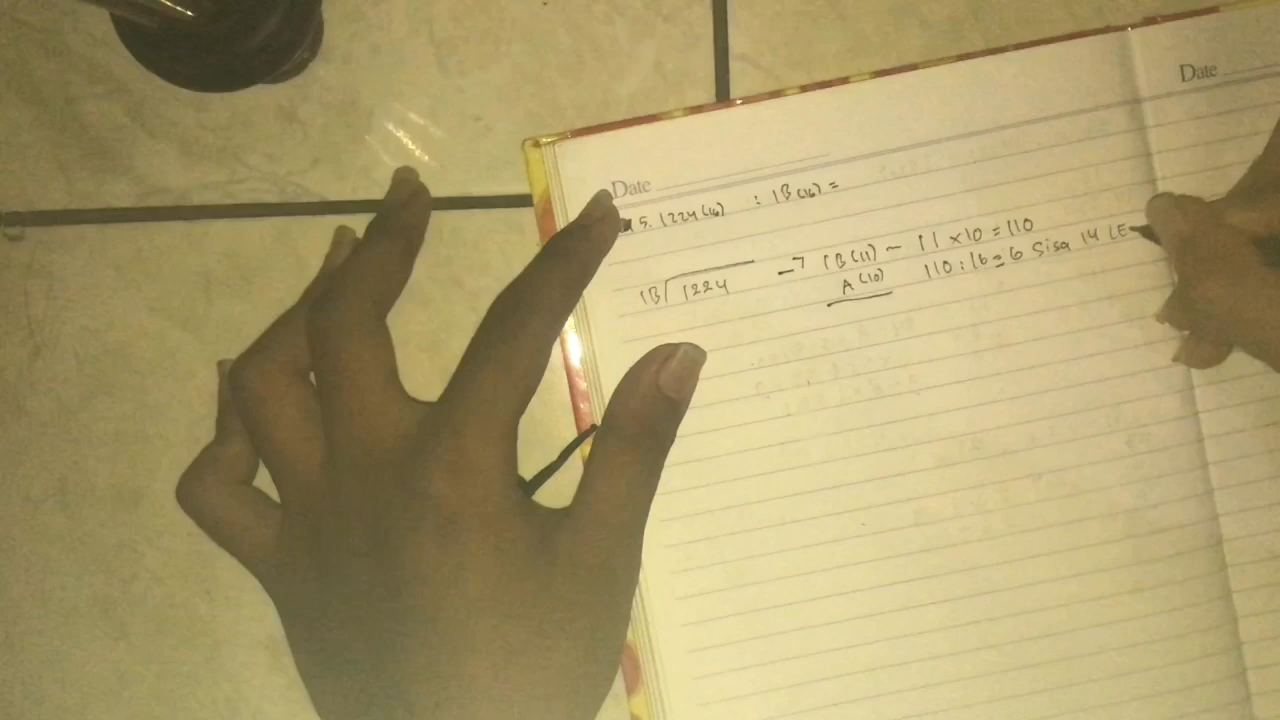 Date
Date
5. 1224(16) : 1B(16) =
1B 1224 → 1B(11) ~ 11 x 10 = 110
A(10) 110 : 16 = 6 Sisa 14 (E